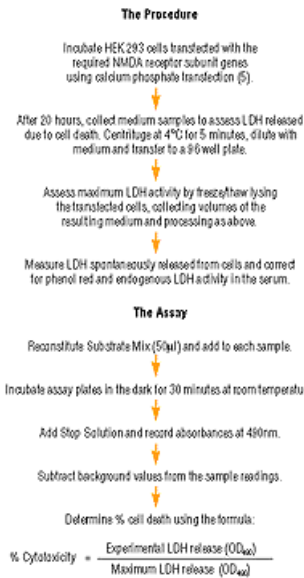 The Procedure
Incubate HEK 293 cells transfected with the
required NMDA receptor subunit genes
using calcium phosphate transfection (5).
After 20 hours, collect medium samples to assess LDH released
due to cell death. Centrifuge at 4°C for 5 minutes, dilute with
medium and transfer to a 96 well plate.
Assess maximum LDH activity by freeze/thaw lysing
the transfected cells, collecting volumes of the
resulting medium and processing as above.
Measure LDH spontaneously released from cells and correct
for phenol red and endogenous LDH activity in the serum.
The Assay
Reconstitute Substrate Mix (50µl) and add to each sample.
Incubate assay plates in the dark for 30 minutes at room temperatu
Add Stop Solution and record absorbances at 490nm.
Subtract background values from the sample readings.
Determine % cell death using the formula:
% Cytotoxicity = Experimental LDH release (OD490)
Maximum LDH release (OD490)